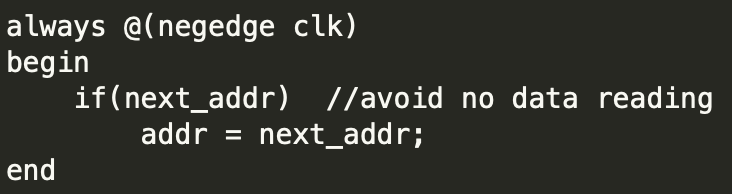 always @(negedge clk)
begin
    if(next_addr)  //avoid no data reading
        addr = next_addr;
end